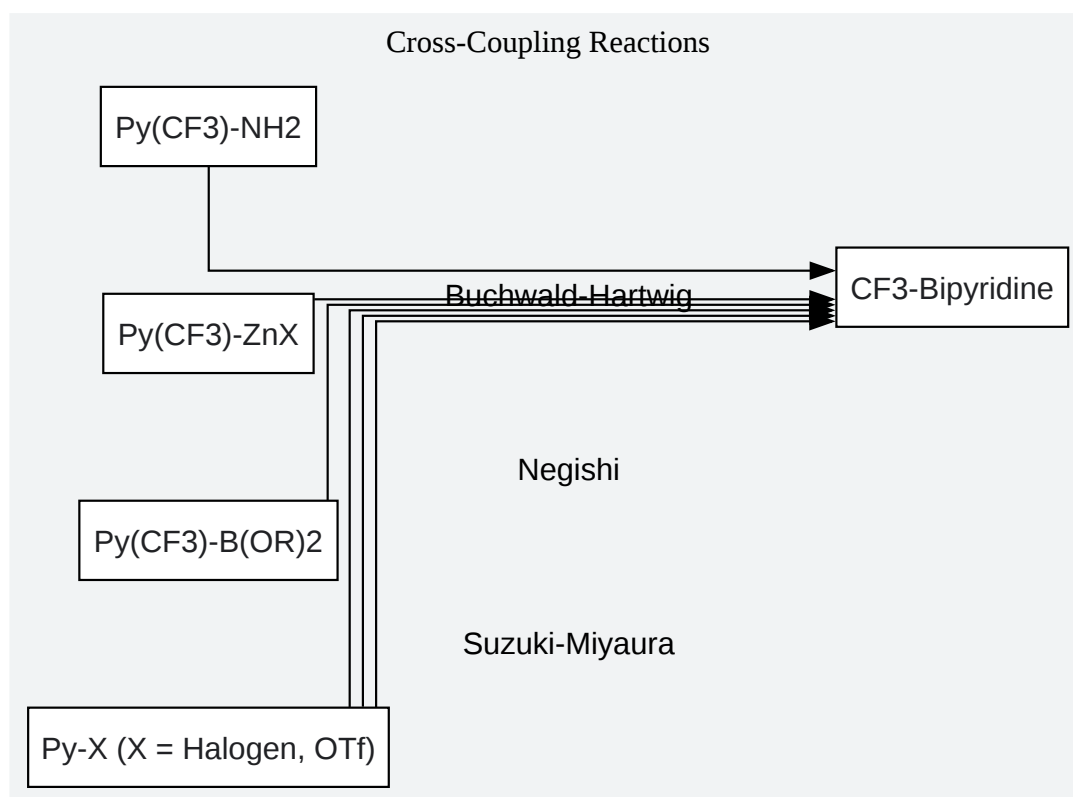 Cross-Coupling Reactions
Py(CF3)-NH2
CF3-Bipyridine
Buchwald-Hartwig
Py(CF3)-ZnX
Negishi
Py(CF3)-B(OR)2
Suzuki-Miyaura
Py-X (X = Halogen, OTf)